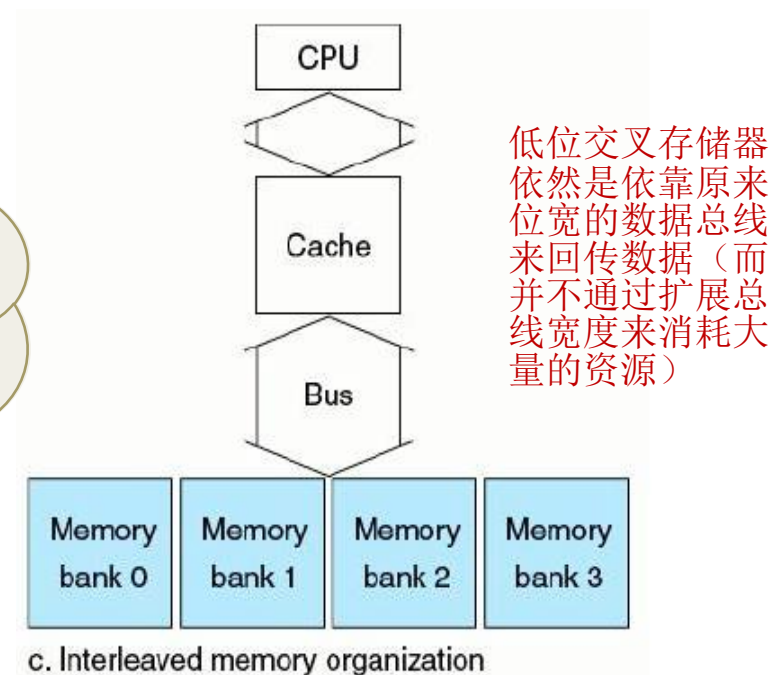 CPU
低位交叉存储器
依然是依靠原来
位宽的数据总线
来回传数据（而
并不通过扩展总
线宽度来消耗大
量的资源）
Cache
Bus
Memory bank 0
Memory bank 1
Memory bank 2
Memory bank 3
c. Interleaved memory organization